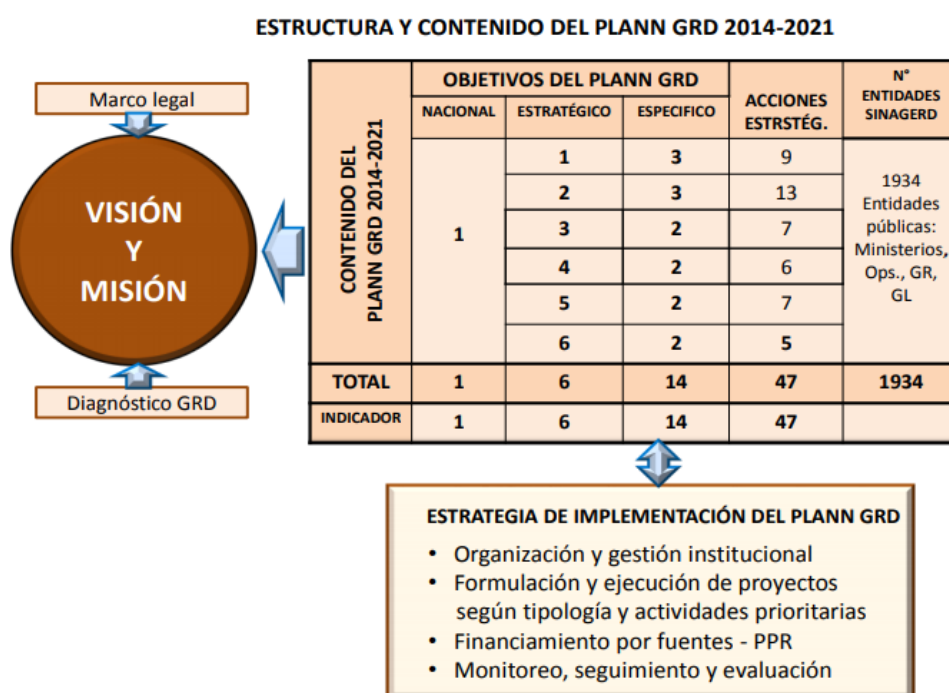 ESTRUCTURA Y CONTENIDO DEL PLANN GRD 2014-2021
Marco legal
VISIÓN
Y
MISIÓN
Diagnóstico GRD
CONTENIDO DEL
PLANN GRD 2014-2021
OBJETIVOS DEL PLANN GRD
ACCIONES
ESTRSTÉG.
N°
ENTIDADES
SINAGERD
NACIONAL ESTRATÉGICO ESPECIFICO
1
1 3 9
2 3 13
3 2 7
4 2 6
5 2 7
6 2 5
1934
Entidades
públicas:
Ministerios,
Ops., GR,
GL
TOTAL 1 6 14 47 1934
INDICADOR 1 6 14 47
ESTRATEGIA DE IMPLEMENTACIÓN DEL PLANN GRD
• Organización y gestión institucional
• Formulación y ejecución de proyectos
según tipología y actividades prioritarias
• Financiamiento por fuentes - PPR
• Monitoreo, seguimiento y evaluación